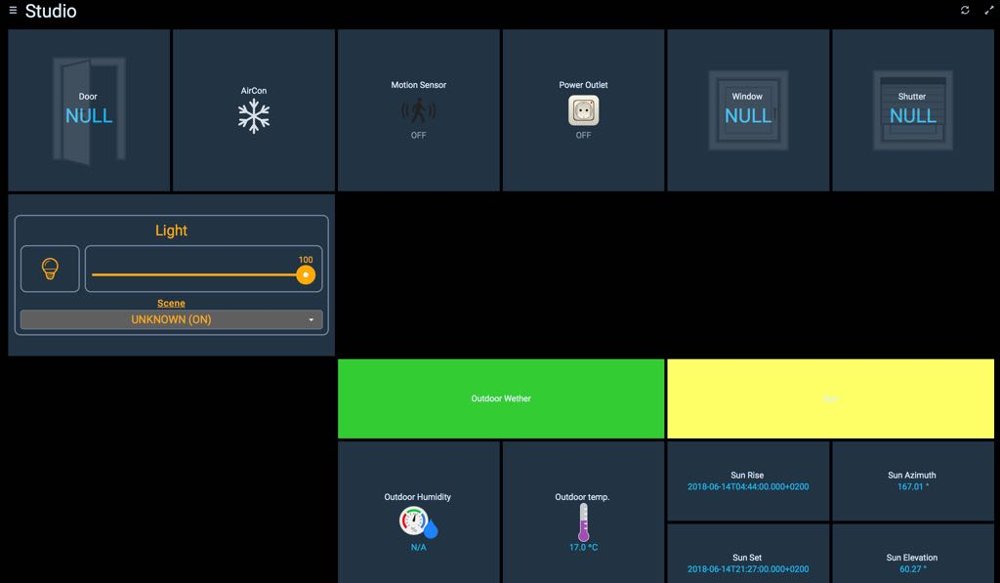 Studio
Door
NULL
AirCon
Motion Sensor
OFF
Power Outlet
OFF
Window
NULL
Shutter
NULL
Light
100
Scene
UNKNOWN (ON)
Outdoor Wether
Outdoor Humidity
N/A
Outdoor temp.
17.0 °C
Sun Rise
2018-06-14T04:44:00.000+0200
Sun Azimuth
167.01 °
Sun Set
2018-06-14T21:27:00.000+0200
Sun Elevation
60.27 °